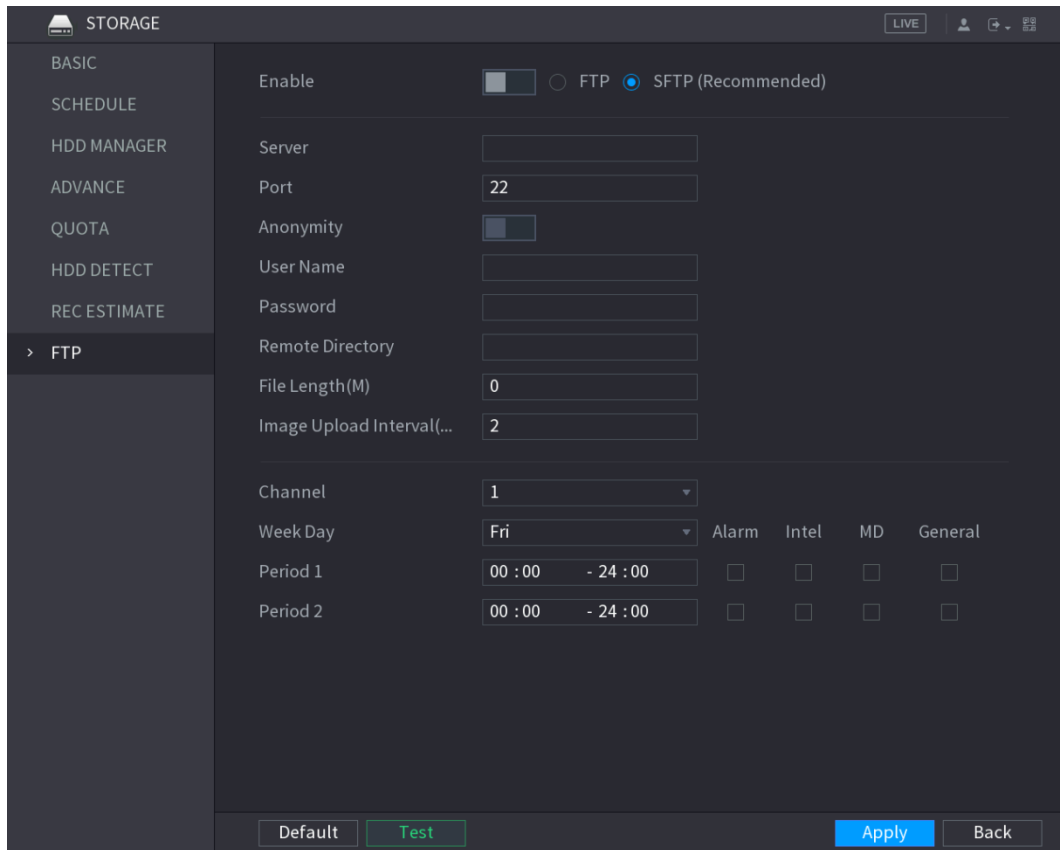 STORAGE LIVE
BASIC
SCHEDULE
HDD MANAGER
ADVANCE
QUOTA
HDD DETECT
REC ESTIMATE
> FTP
Enable FTP SFTP (Recommended)
Server
Port 22
Anonymity
User Name
Password
Remote Directory
File Length(M) 0
Image Upload Interval(... 2
Channel 1
Week Day Fri Alarm Intel MD General
Period 1 00 : 00 - 24 : 00
Period 2 00 : 00 - 24 : 00
Default Test Apply Back